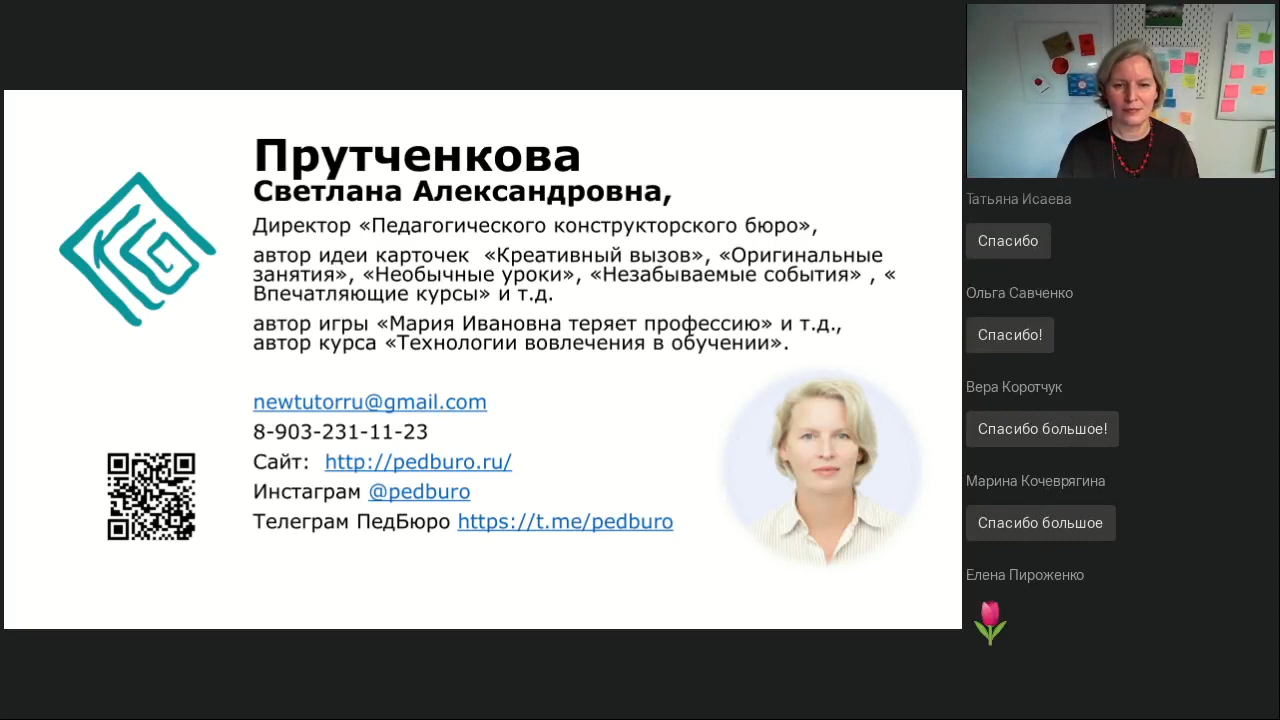 Прутченкова
Светлана Александровна,
Директор «Педагогического конструкторского бюро»,
автор идеи карточек «Креативный вызов», «Оригинальные
занятия», «Необычные уроки», «Незабываемые события» , «
Впечатляющие курсы» и т.д.
автор игры «Мария Ивановна теряет профессию» и т.д.,
автор курса «Технологии вовлечения в обучении».
newtutorru@gmail.com
8-903-231-11-23
Сайт: http://pedburo.ru/
Инстаграм @pedburo
Телеграм ПедБюро https://t.me/pedburo
Татьяна Исаева
Спасибо
Ольга Савченко
Спасибо!
Вера Коротчук
Спасибо большое!
Марина Кочеврягина
Спасибо большое
Елена Пироженко